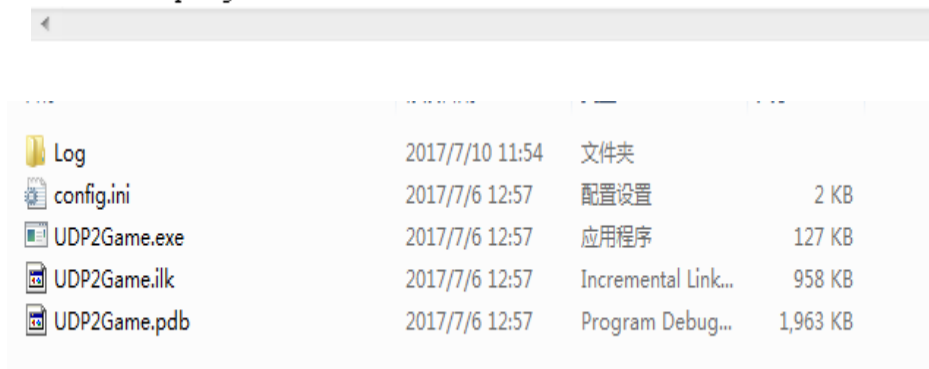 Log 2017/7/10 11:54 文件夹
config.ini 2017/7/6 12:57 配置设置 2 KB
UDP2Game.exe 2017/7/6 12:57 应用程序 127 KB
UDP2Game.ilk 2017/7/6 12:57 Incremental Link... 958 KB
UDP2Game.pdb 2017/7/6 12:57 Program Debug... 1,963 KB